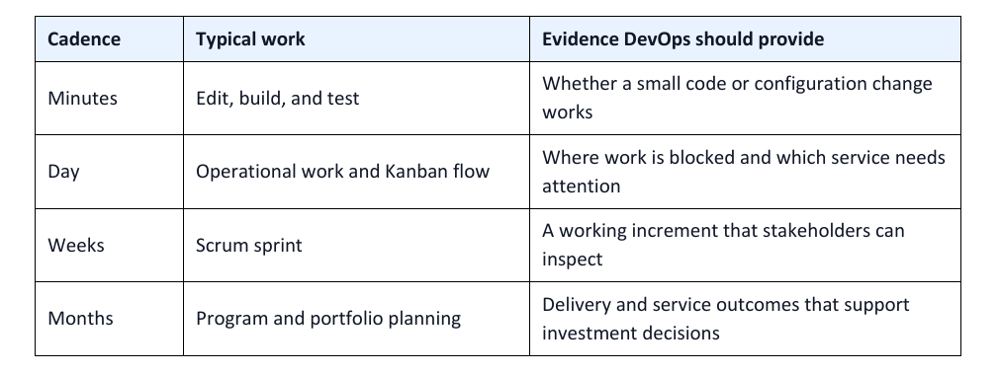 Cadence Typical work Evidence DevOps should provide
Minutes Edit, build, and test Whether a small code or configuration change
works
Day Operational work and Kanban flow Where work is blocked and which service needs
attention
Weeks Scrum sprint A working increment that stakeholders can
inspect
Months Program and portfolio planning Delivery and service outcomes that support
investment decisions